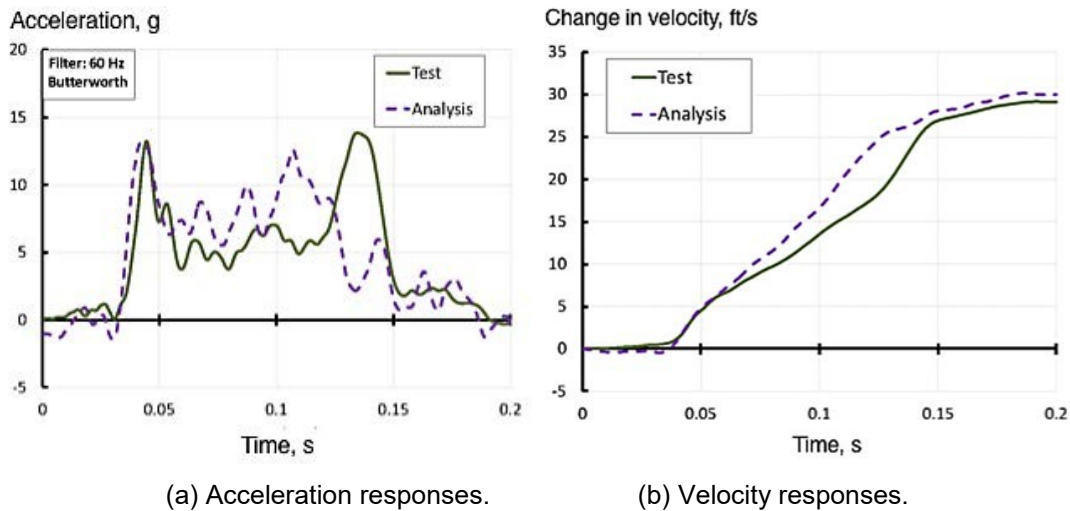 Acceleration, g
20
15
10
5
0
-5
Filter: 60 Hz
Butterworth
Test
Analysis
0
0.05
0.1
0.15
0.2
Time, s
(a) Acceleration responses.
Change in velocity, ft/s
35
30
25
20
15
10
5
0
-5
Test
Analysis
0
0.05
0.1
0.15
0.2
Time, s
(b) Velocity responses.